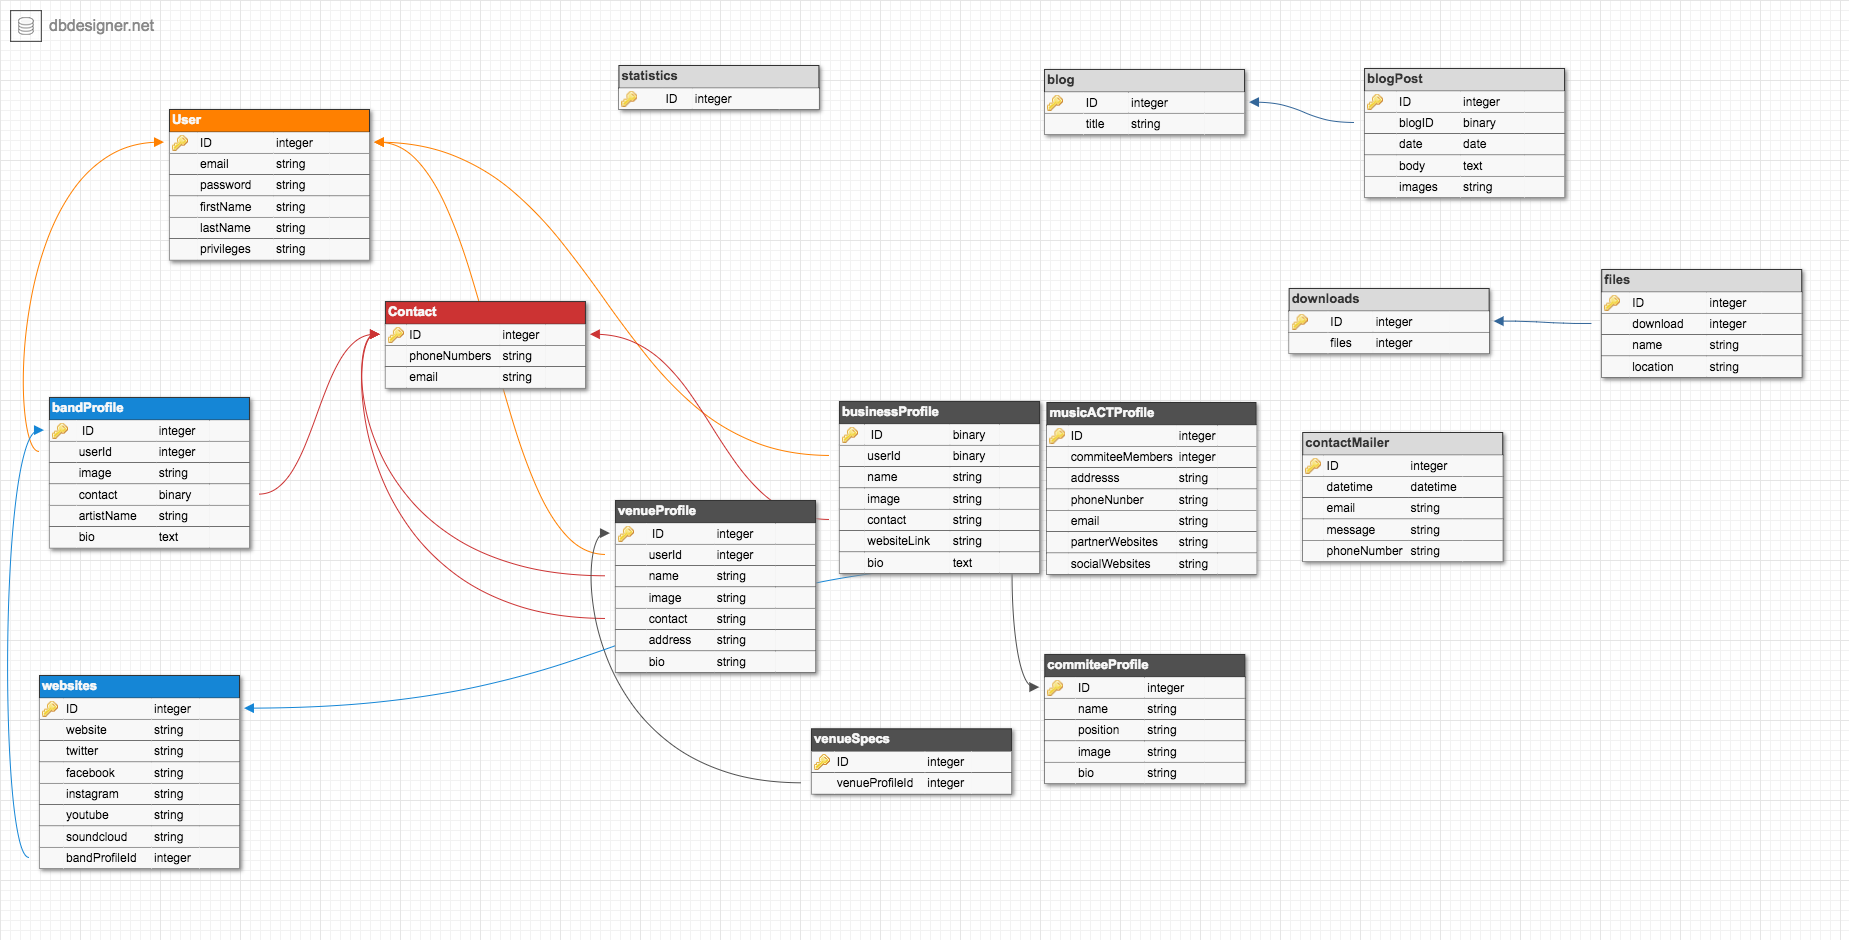 dbdesigner.net
statistics
ID integer
blog
ID integer
title string
blogPost
ID integer
blogID binary
date date
body text
images string
User
ID integer
email string
password string
firstName string
lastName string
privileges string
files
ID integer
download integer
name string
location string
downloads
ID integer
files integer
Contact
ID integer
phoneNumbers string
email string
bandProfile
ID integer
userId integer
image string
contact binary
artistName string
bio text
businessProfile
ID binary
userId binary
name string
image string
contact string
websiteLink string
bio text
musicACTProfile
ID integer
commiteeMembers integer
addresss string
phoneNunber string
email string
partnerWebsites string
socialWebsites string
contactMailer
ID integer
datetime datetime
email string
message string
phoneNumber string
venueProfile
ID integer
userId integer
name string
image string
contact string
address string
bio string
commiteeProfile
ID integer
name string
position string
image string
bio string
websites
ID integer
website string
twitter string
facebook string
instagram string
youtube string
soundcloud string
bandProfileId integer
venueSpecs
ID integer
venueProfileId integer